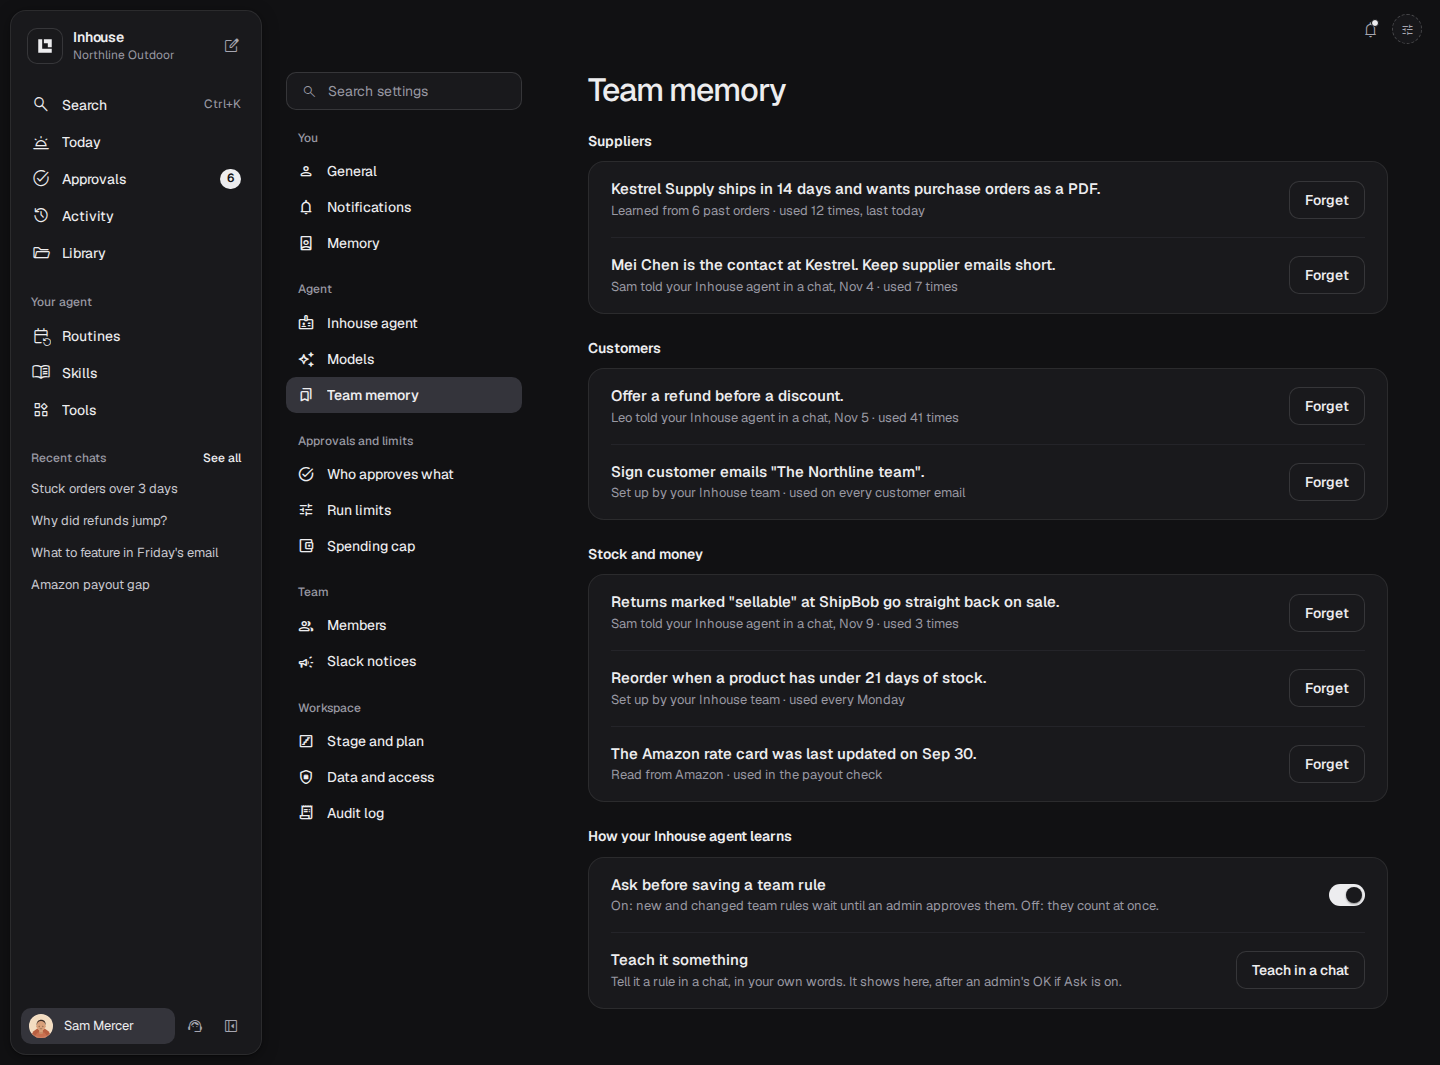 Inhouse
Northline Outdoor
Search Ctrl+K
Today
Approvals 6
Activity
Library
Your agent
Routines
Skills
Tools
Recent chats See all
Stuck orders over 3 days
Why did refunds jump?
What to feature in Friday's email
Amazon payout gap
Sam Mercer
Search settings
You
General
Notifications
Memory
Agent
Inhouse agent
Models
Team memory
Approvals and limits
Who approves what
Run limits
Spending cap
Team
Members
Slack notices
Workspace
Stage and plan
Data and access
Audit log
Team memory
Suppliers
Kestrel Supply ships in 14 days and wants purchase orders as a PDF.
Learned from 6 past orders · used 12 times, last today
Forget
Mei Chen is the contact at Kestrel. Keep supplier emails short.
Sam told your Inhouse agent in a chat, Nov 4 · used 7 times
Forget
Customers
Offer a refund before a discount.
Leo told your Inhouse agent in a chat, Nov 5 · used 41 times
Forget
Sign customer emails "The Northline team".
Set up by your Inhouse team · used on every customer email
Forget
Stock and money
Returns marked "sellable" at ShipBob go straight back on sale.
Sam told your Inhouse agent in a chat, Nov 9 · used 3 times
Forget
Reorder when a product has under 21 days of stock.
Set up by your Inhouse team · used every Monday
Forget
The Amazon rate card was last updated on Sep 30.
Read from Amazon · used in the payout check
Forget
How your Inhouse agent learns
Ask before saving a team rule
On: new and changed team rules wait until an admin approves them. Off: they count at once.
Teach it something
Tell it a rule in a chat, in your own words. It shows here, after an admin's OK if Ask is on.
Teach in a chat